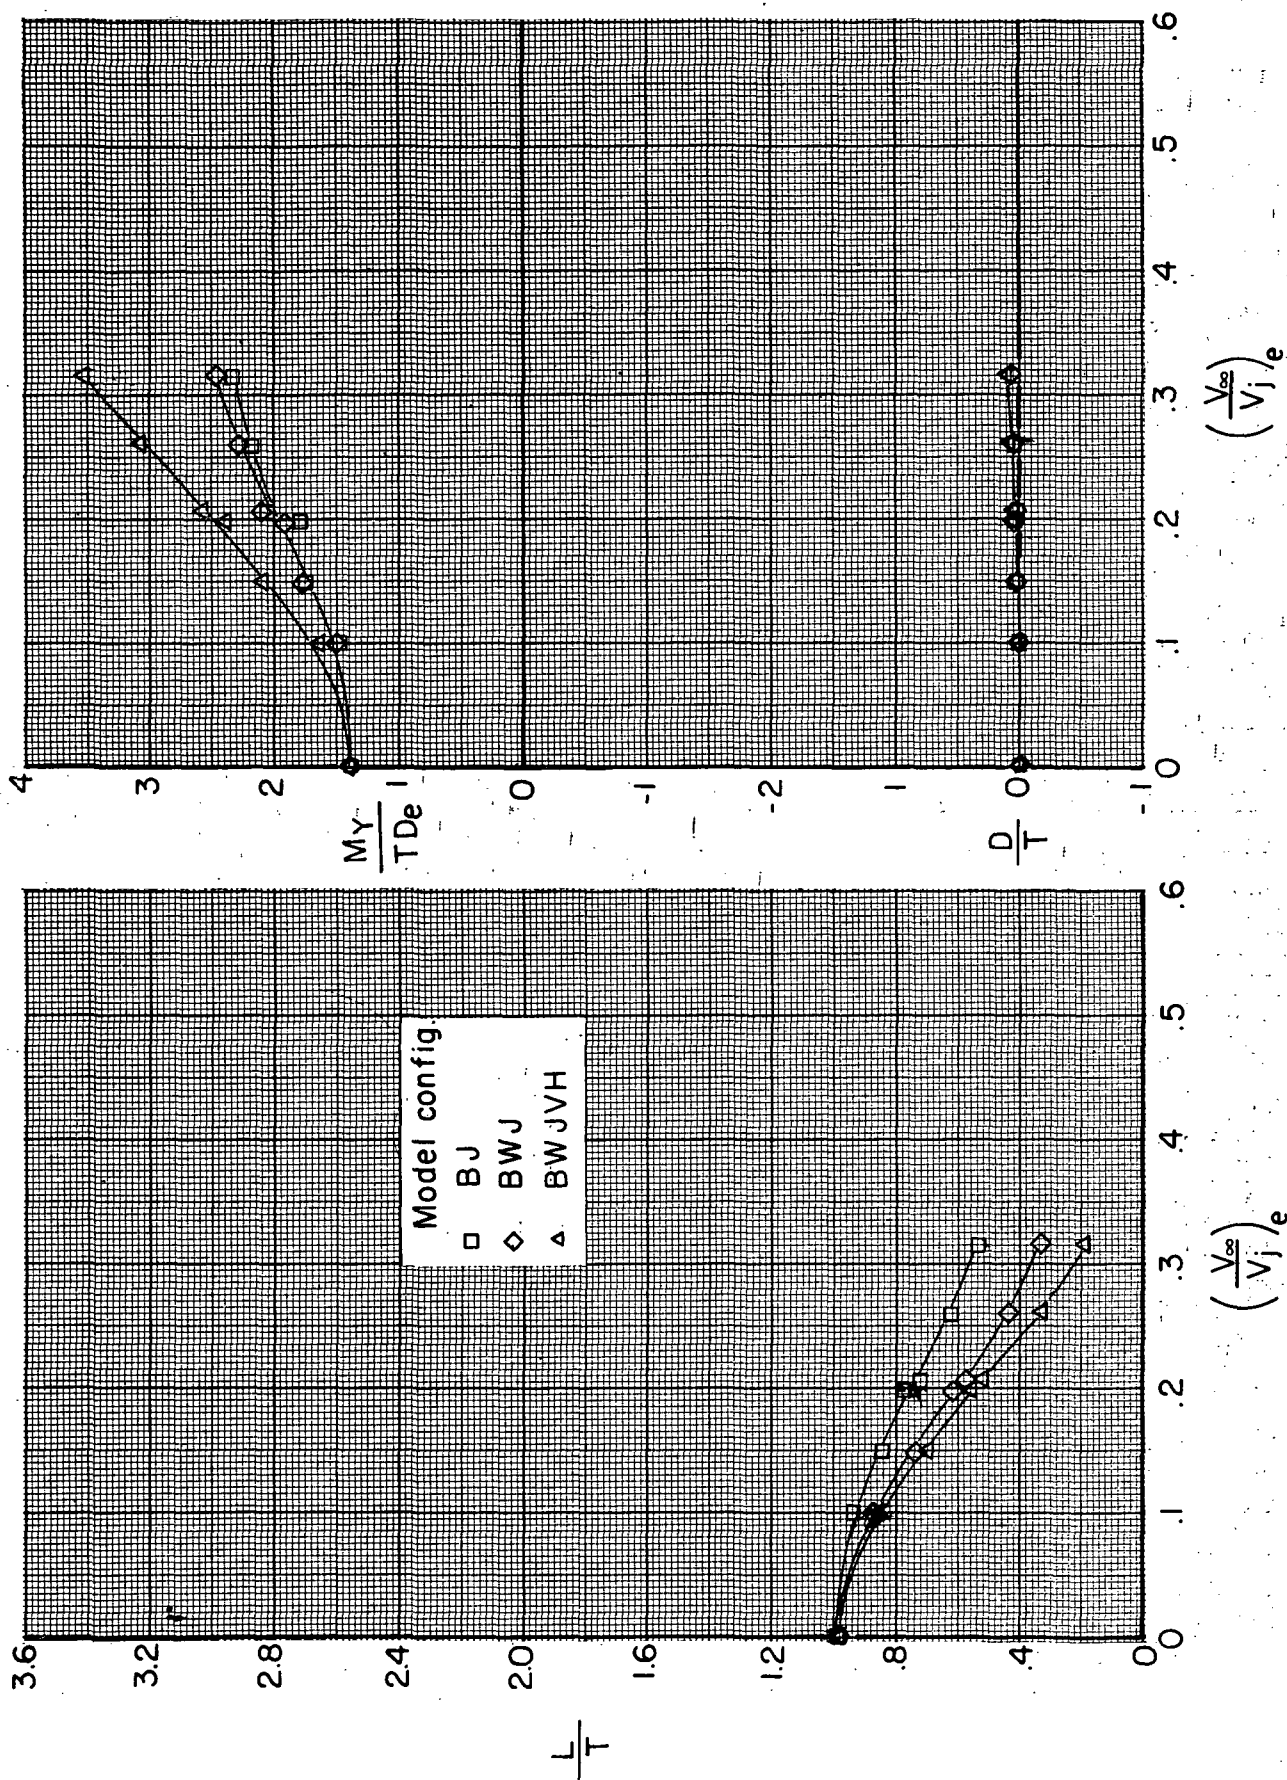 3.6
3.2
2.8
2.4
2.0
1.6
1.2
.8
.4
0
L
T
Model config.
BJ
BWJ
BWJVH
0 .1 .2 .3 .4 .5 .6
(V∞/Vj)e
4
3
2
1
0
-1
MY
TDe
1
0
-1
D
T
0 .1 .2 .3 .4 .5 .6
(V∞/Vj)e